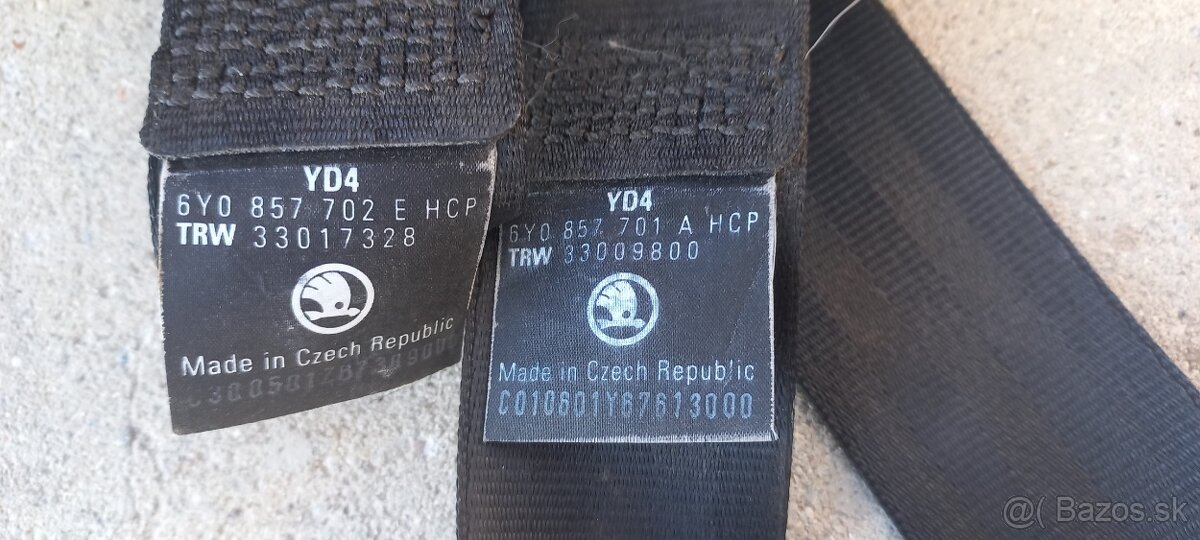 YD4
6Y0 857 702 E HCP
TRW 33017328
Made in Czech Republic
YD4
6Y0 857 701 A HCP
TRW 33009800
Made in Czech Republic
C010601Y67613000
@( Bazos.sk